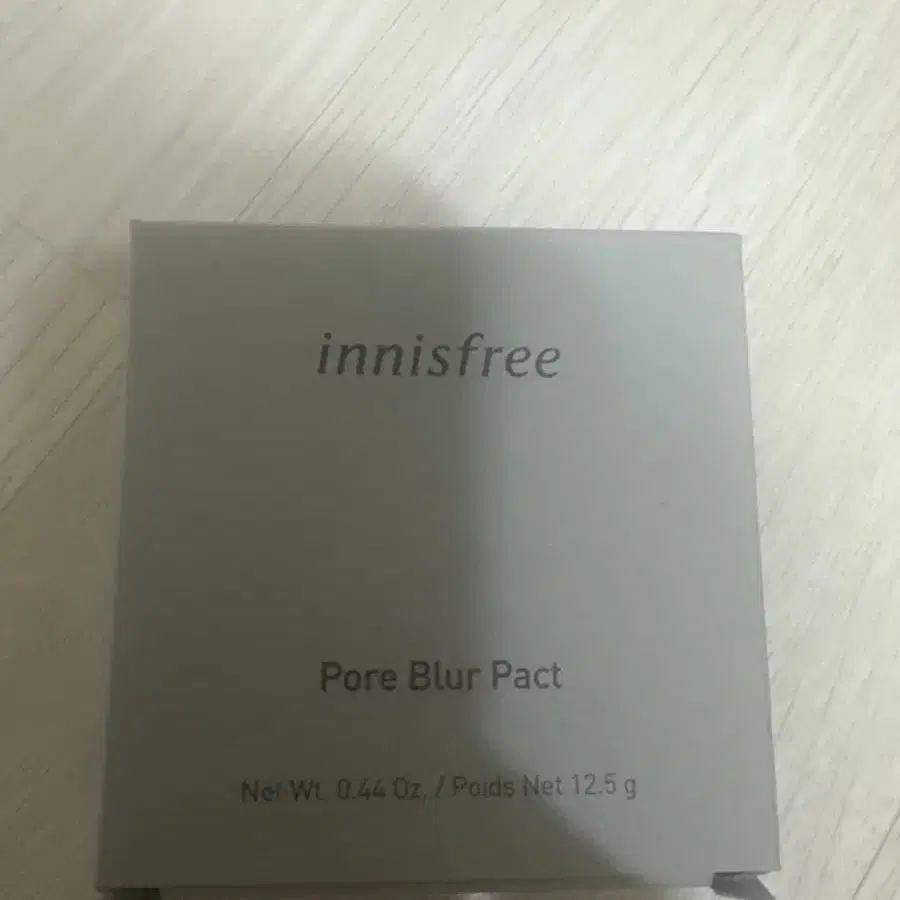 innisfree
Pore Blur Pact
Net Wt. 0.44 Oz. / Poids Net 12.5 g